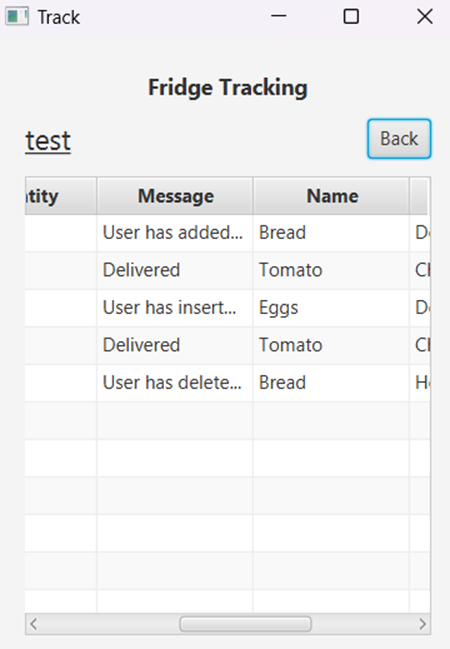 Track
Fridge Tracking
test Back
tity Message Name
User has added... Bread
Delivered Tomato
User has insert... Eggs
Delivered Tomato
User has delete... Bread